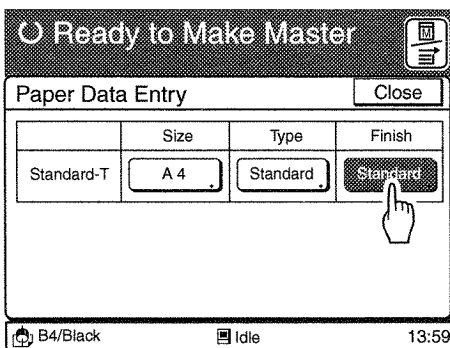 Ready to Make Master
M
Paper Data Entry Close
Size Type Finish
Standard-T A 4 Standard Standard
B4/Black Idle 13:59